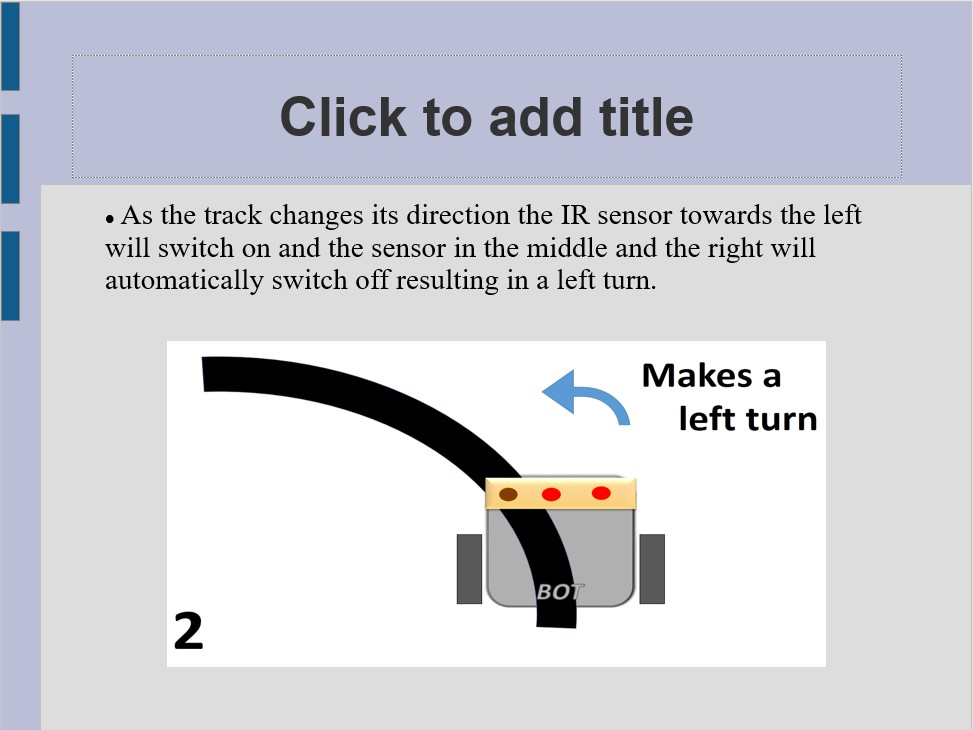 Click to add title
● As the track changes its direction the IR sensor towards the left
will switch on and the sensor in the middle and the right will
automatically switch off resulting in a left turn.
Makes a
left turn
BOT
2